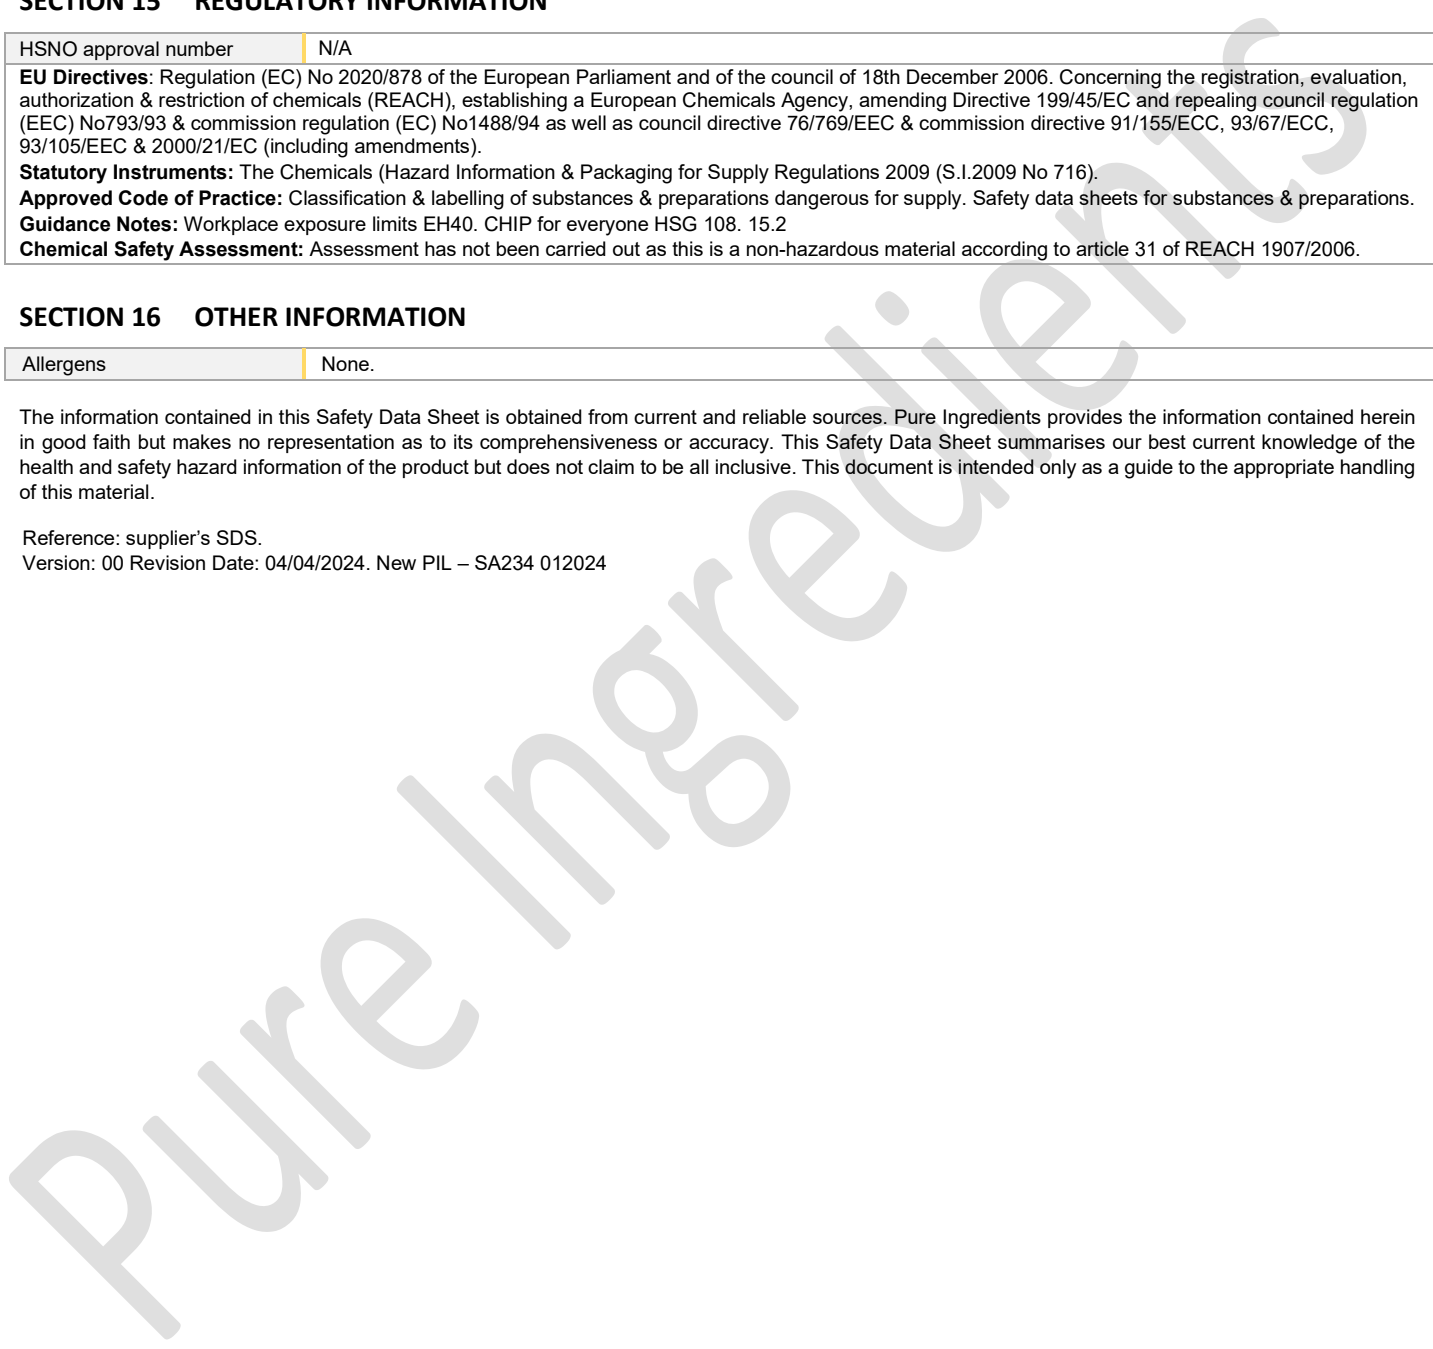 SECTION 15 REGULATORY INFORMATION
HSNO approval number N/A
EU Directives: Regulation (EC) No 2020/878 of the European Parliament and of the council of 18th December 2006. Concerning the registration, evaluation,
authorization & restriction of chemicals (REACH), establishing a European Chemicals Agency, amending Directive 199/45/EC and repealing council regulation
(EEC) No793/93 & commission regulation (EC) No1488/94 as well as council directive 76/769/EEC & commission directive 91/155/ECC, 93/67/ECC,
93/105/EEC & 2000/21/EC (including amendments).
Statutory Instruments: The Chemicals (Hazard Information & Packaging for Supply Regulations 2009 (S.I.2009 No 716).
Approved Code of Practice: Classification & labelling of substances & preparations dangerous for supply. Safety data sheets for substances & preparations.
Guidance Notes: Workplace exposure limits EH40. CHIP for everyone HSG 108. 15.2
Chemical Safety Assessment: Assessment has not been carried out as this is a non-hazardous material according to article 31 of REACH 1907/2006.
SECTION 16 OTHER INFORMATION
Allergens None.
The information contained in this Safety Data Sheet is obtained from current and reliable sources. Pure Ingredients provides the information contained herein
in good faith but makes no representation as to its comprehensiveness or accuracy. This Safety Data Sheet summarises our best current knowledge of the
health and safety hazard information of the product but does not claim to be all inclusive. This document is intended only as a guide to the appropriate handling
of this material.
Reference: supplier’s SDS.
Version: 00 Revision Date: 04/04/2024. New PIL – SA234 012024
Pure Ingredients